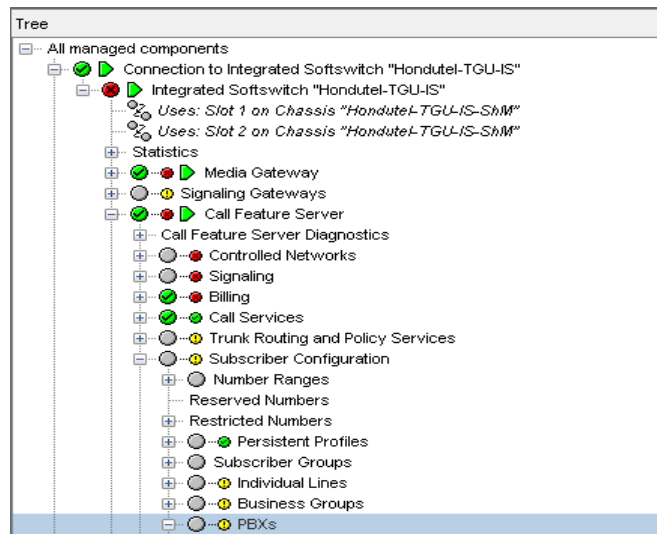 Tree
All managed components
Connection to Integrated Softswitch "Hondutel-TGU-IS"
Integrated Softswitch "Hondutel-TGU-IS"
Uses: Slot 1 on Chassis "Hondutel-TGU-IS-ShM"
Uses: Slot 2 on Chassis "Hondutel-TGU-IS-ShM"
Statistics
Media Gateway
Signaling Gateways
Call Feature Server
Call Feature Server Diagnostics
Controlled Networks
Signaling
Billing
Call Services
Trunk Routing and Policy Services
Subscriber Configuration
Number Ranges
Reserved Numbers
Restricted Numbers
Persistent Profiles
Subscriber Groups
Individual Lines
Business Groups
PBXs